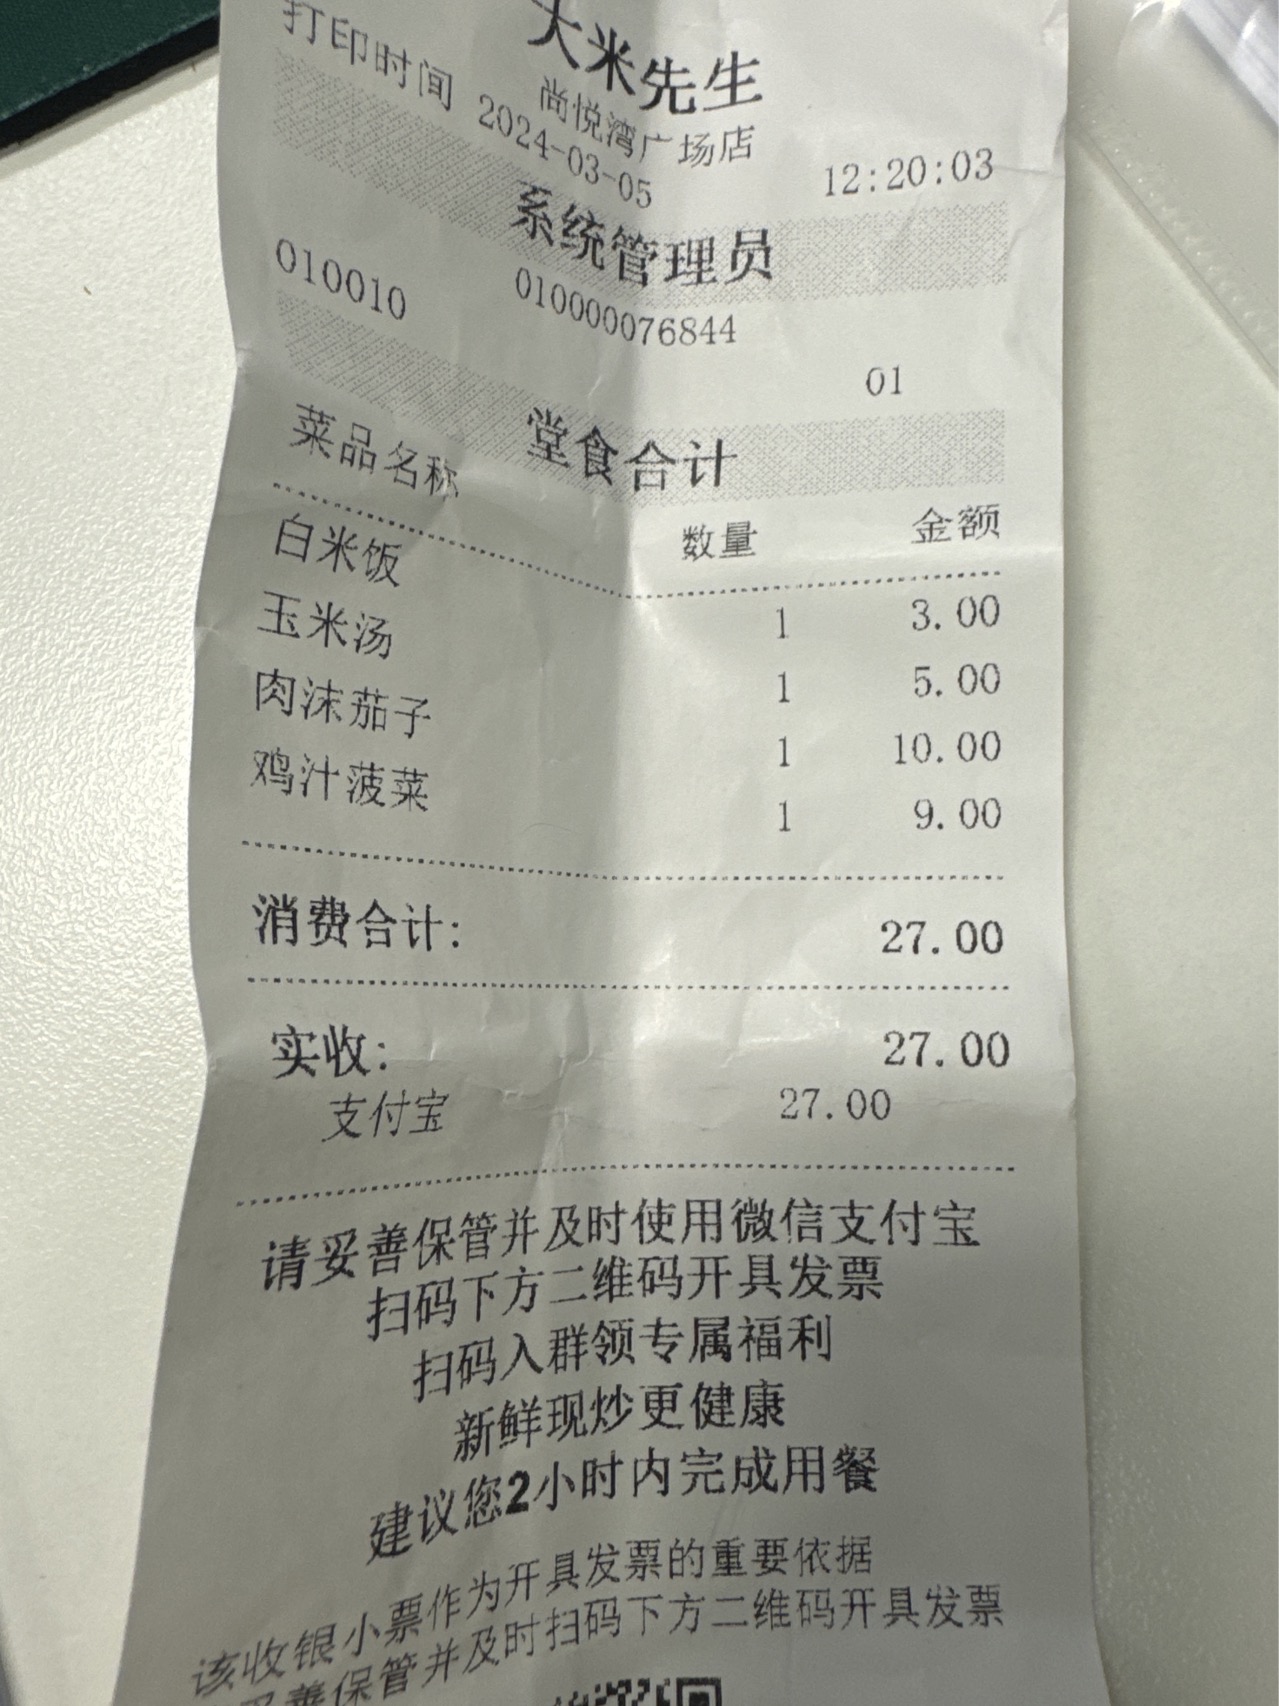 大米先生
尚悦湾广场店
打印时间 2024-03-05 12:20:03
系统管理员
010010 010000076844 01
堂食合计
菜品名称 数量 金额
白米饭 1 3.00
玉米汤 1 5.00
肉沫茄子 1 10.00
鸡汁菠菜 1 9.00
消费合计: 27.00
实收: 27.00
支付宝 27.00
请妥善保管并及时使用微信支付宝
扫码下方二维码开具发票
扫码入群领专属福利
新鲜现炒更健康
建议您2小时内完成用餐
该收银小票作为开具发票的重要依据
妥善保管并及时扫码下方二维码开具发票